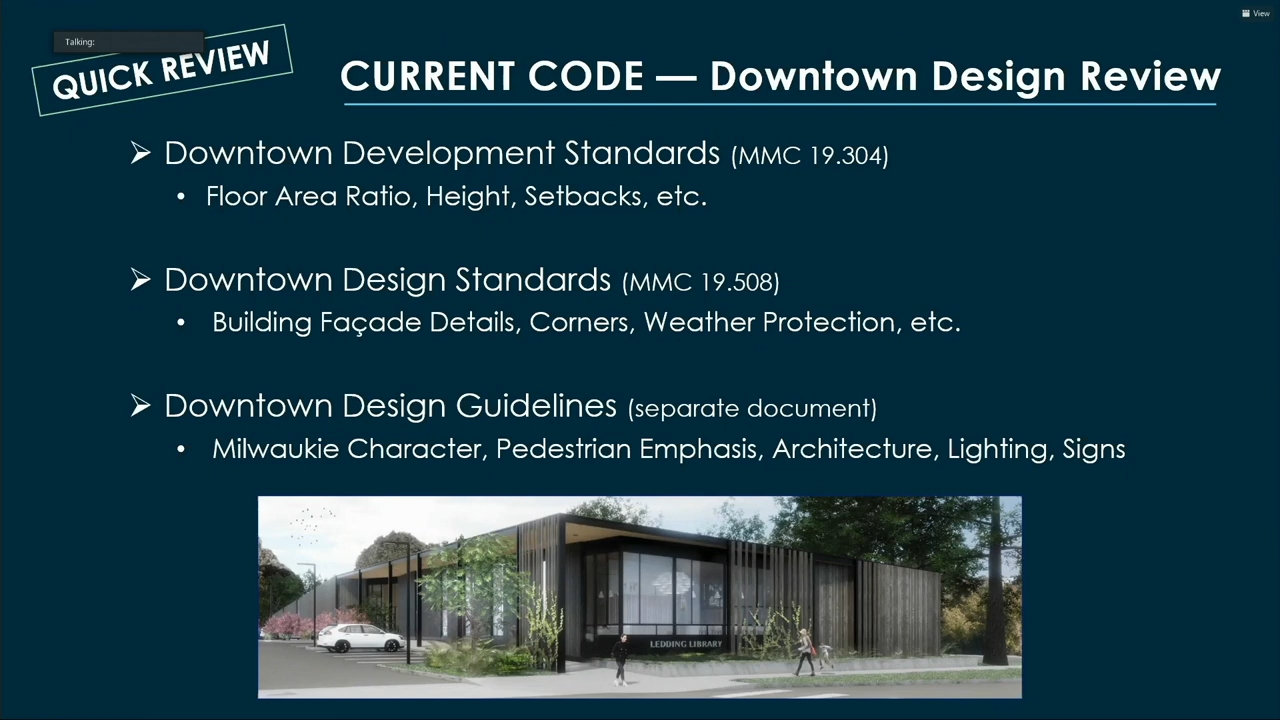 View
Talking:
QUICK REVIEW
CURRENT CODE — Downtown Design Review
➢ Downtown Development Standards (MMC 19.304)
• Floor Area Ratio, Height, Setbacks, etc.
➢ Downtown Design Standards (MMC 19.508)
• Building Façade Details, Corners, Weather Protection, etc.
➢ Downtown Design Guidelines (separate document)
• Milwaukie Character, Pedestrian Emphasis, Architecture, Lighting, Signs
LEDDING LIBRARY